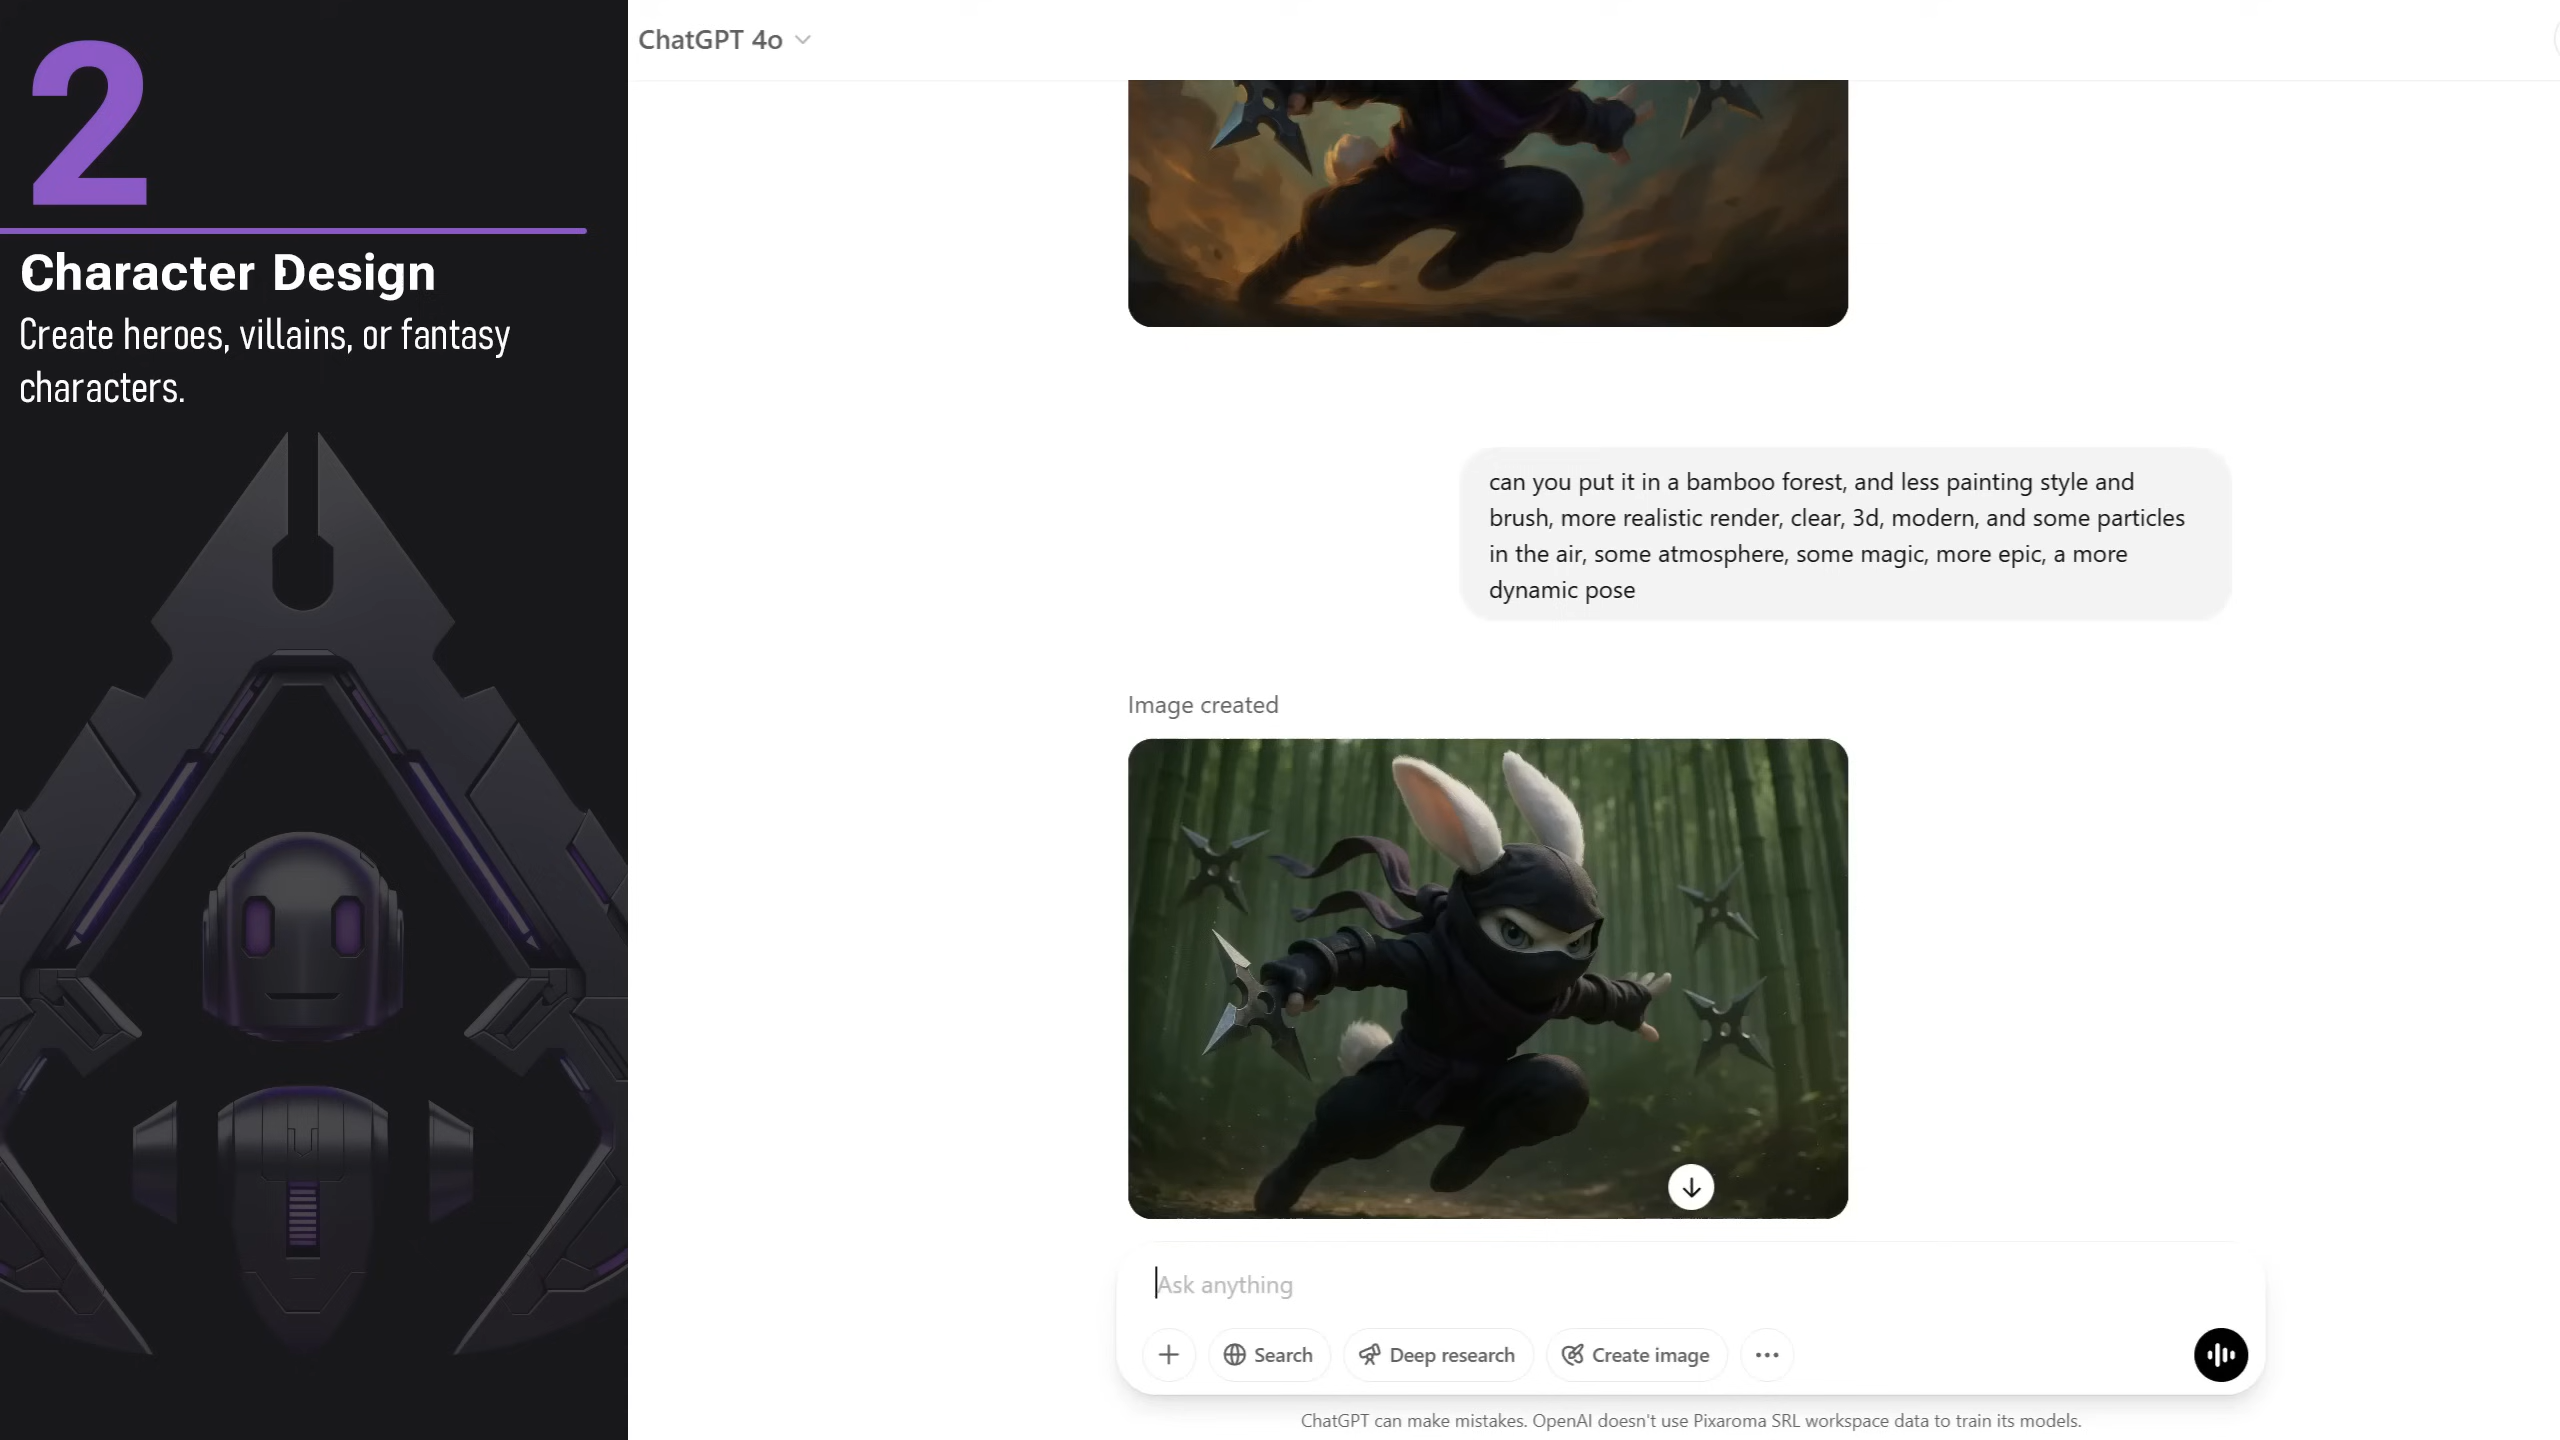 2
Character Design
Create heroes, villains, or fantasy
characters.
ChatGPT 4o
can you put it in a bamboo forest, and less painting style and
brush, more realistic render, clear, 3d, modern, and some particles
in the air, some atmosphere, some magic, more epic, a more
dynamic pose
Image created
Ask anything
Search
Deep research
Create image
ChatGPT can make mistakes. OpenAI doesn't use Pixaroma SRL workspace data to train its models.